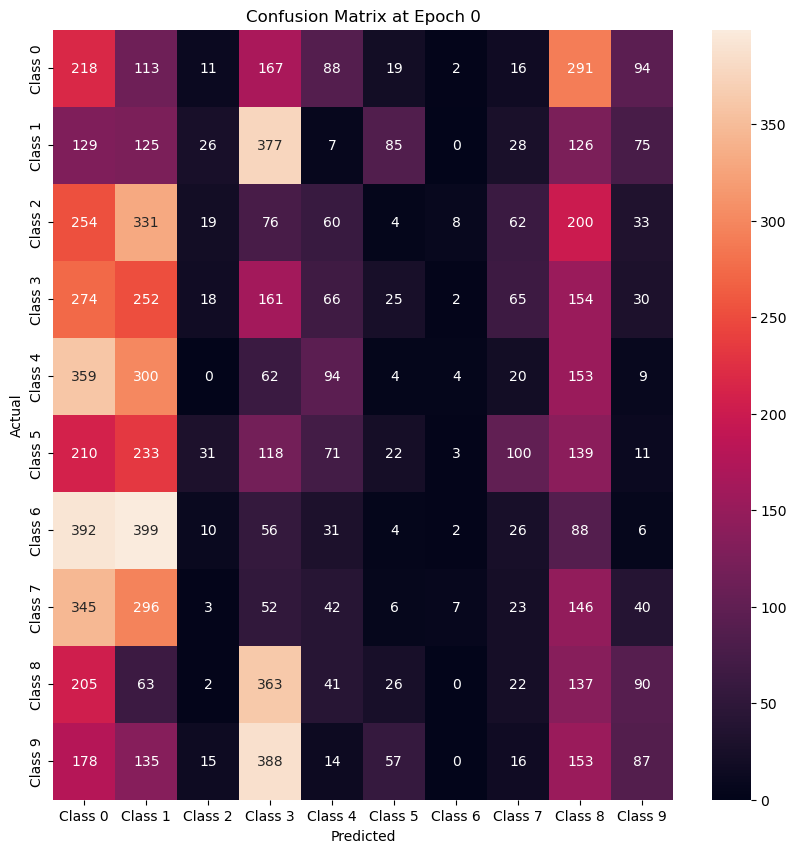 Confusion Matrix at Epoch 0
Class 0 218 113 11 167 88 19 2 16 291 94
Class 1 129 125 26 377 7 85 0 28 126 75
Class 2 254 331 19 76 60 4 8 62 200 33
Class 3 274 252 18 161 66 25 2 65 154 30
Class 4 359 300 0 62 94 4 4 20 153 9
Class 5 210 233 31 118 71 22 3 100 139 11
Class 6 392 399 10 56 31 4 2 26 88 6
Class 7 345 296 3 52 42 6 7 23 146 40
Class 8 205 63 2 363 41 26 0 22 137 90
Class 9 178 135 15 388 14 57 0 16 153 87
Class 0 Class 1 Class 2 Class 3 Class 4 Class 5 Class 6 Class 7 Class 8 Class 9
Predicted
Actual
350
300
250
200
150
100
50
0